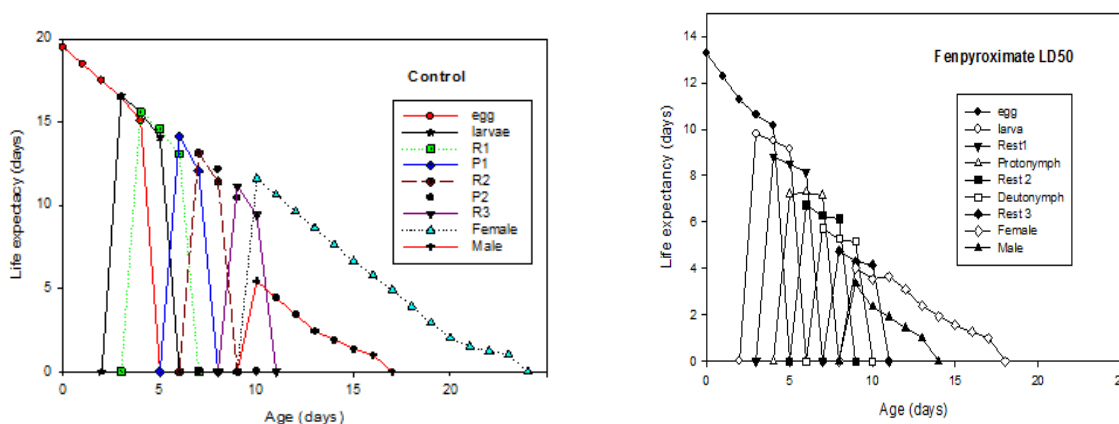 20
15
10
5
0
Life expectacy (days)
Control
egg
larvae
R1
P1
R2
P2
R3
Female
Male
0 5 10 15 20
Age (days)
14
12
10
8
6
4
2
0
Life expectancy (days)
Fenpyroximate LD50
egg
larva
Rest1
Protonymph
Rest 2
Deutonymph
Rest 3
Female
Male
0 5 10 15 20 25
Age (days)